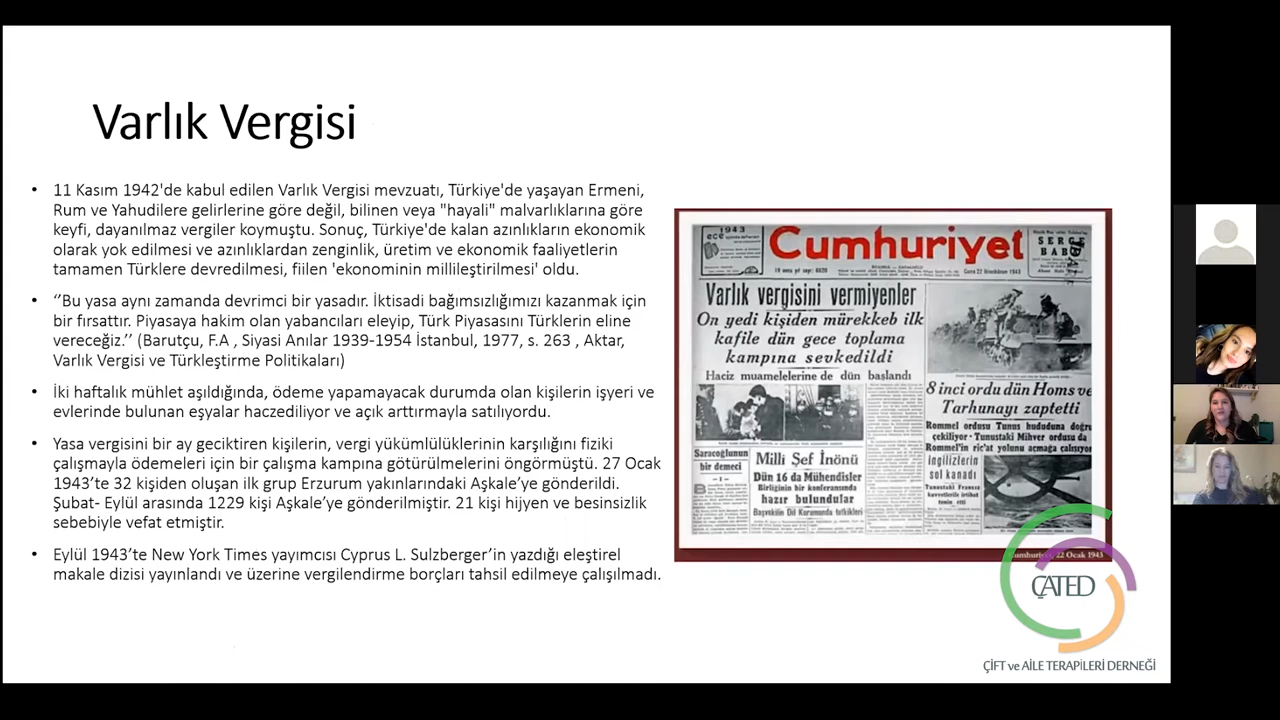 Varlık Vergisi
• 11 Kasım 1942'de kabul edilen Varlık Vergisi mevzuatı, Türkiye'de yaşayan Ermeni,
Rum ve Yahudilere gelirlerine göre değil, bilinen veya "hayali" malvarlıklarına göre
keyfi, dayanılmaz vergiler koymuştu. Sonuç, Türkiye'de kalan azınlıkların ekonomik
olarak yok edilmesi ve azınlıklardan zenginlik, üretim ve ekonomik faaliyetlerin
tamamen Türklere devredilmesi, fiilen 'ekonominin millileştirilmesi' oldu.
• ‘’Bu yasa aynı zamanda devrimci bir yasadır. İktisadi bağımsızlığımızı kazanmak için
bir fırsattır. Piyasaya hakim olan yabancıları eleyip, Türk Piyasasını Türklerin eline
vereceğiz.’’ (Barutçu, F.A , Siyasi Anılar 1939-1954 İstanbul, 1977, s. 263 , Aktar,
Varlık Vergisi ve Türkleştirme Politikaları)
• İki haftalık mühlet aşıldığında, ödeme yapamayacak durumda olan kişilerin işyeri ve
evlerinde bulunan eşyalar haczediliyor ve açık arttırmayla satılıyordu.
• Yasa vergisini bir ay geciktiren kişilerin, vergi yükümlülüklerinin karşılığını fiziki
çalışmayla ödemeleri için bir çalışma kampına götürülmelerini öngörmüştü. 27 Ocak
1943’te 32 kişiden oluşan ilk grup Erzurum yakınlarındaki Aşkale’ye gönderildi.
Şubat- Eylül arasında 1229 kişi Aşkale’ye gönderilmiştir. 21 kişi hijyen ve besinsizlik
sebebiyle vefat etmiştir.
• Eylül 1943’te New York Times yayımcısı Cyprus L. Sulzberger’in yazdığı eleştirel
makale dizisi yayınlandı ve üzerine vergilendirme borçları tahsil edilmeye çalışılmadı.
1943
Cumhuriyet
Varlık vergisini vermiyenler
On yedi kişiden mürekkeb ilk
kafile dün gece toplama
kampına sevkedildi
Haciz muamelelerine de dün başlandı
8 inci ordu dün Homs ve
Tarhunayı zaptetti
Rommel ordusu Tunus hududuna doğru
çekiliyor - Tunustaki Mihver ordusu da
Rommel'in ric'at yolunu açmağa çalışıyor
İngilizlerin
sol kanadı
Tunustaki Fransız
kuvvetlerile irtibat
temin etti
Saracoğlunun
bir demeci
Milli Şef İnönü
Dün 16 da Mühendisler
Birliğinin bir konferansında
hazır bulundular
Başvekilin Dil Kurumunda tetkikleri
Cumhuriyet, 22 Ocak 1943
ÇATED
ÇİFT ve AİLE TERAPİLERİ DERNEĞİ